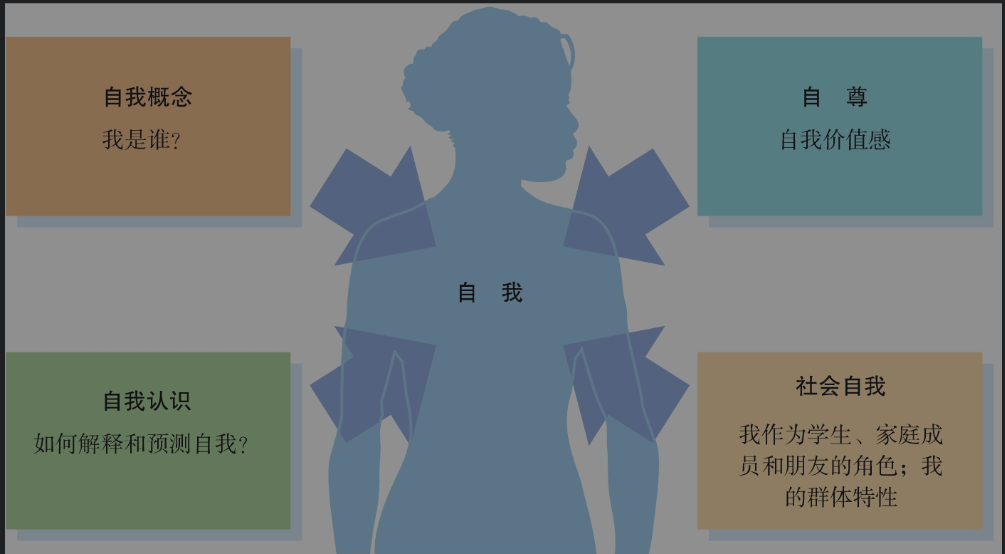 自我概念
我是谁？
自 尊
自我价值感
自 我
自我认识
如何解释和预测自我？
社会自我
我作为学生、家庭成
员和朋友的角色；我
的群体特性